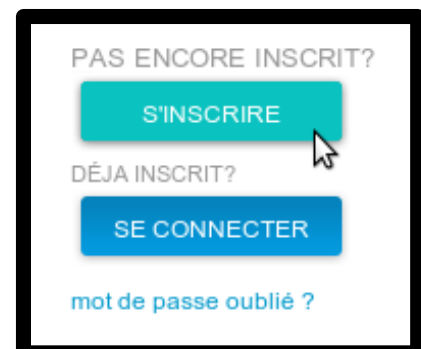 PAS ENCORE INSCRIT?
S'INSCRIRE
DÉJA INSCRIT?
SE CONNECTER
mot de passe oublié ?